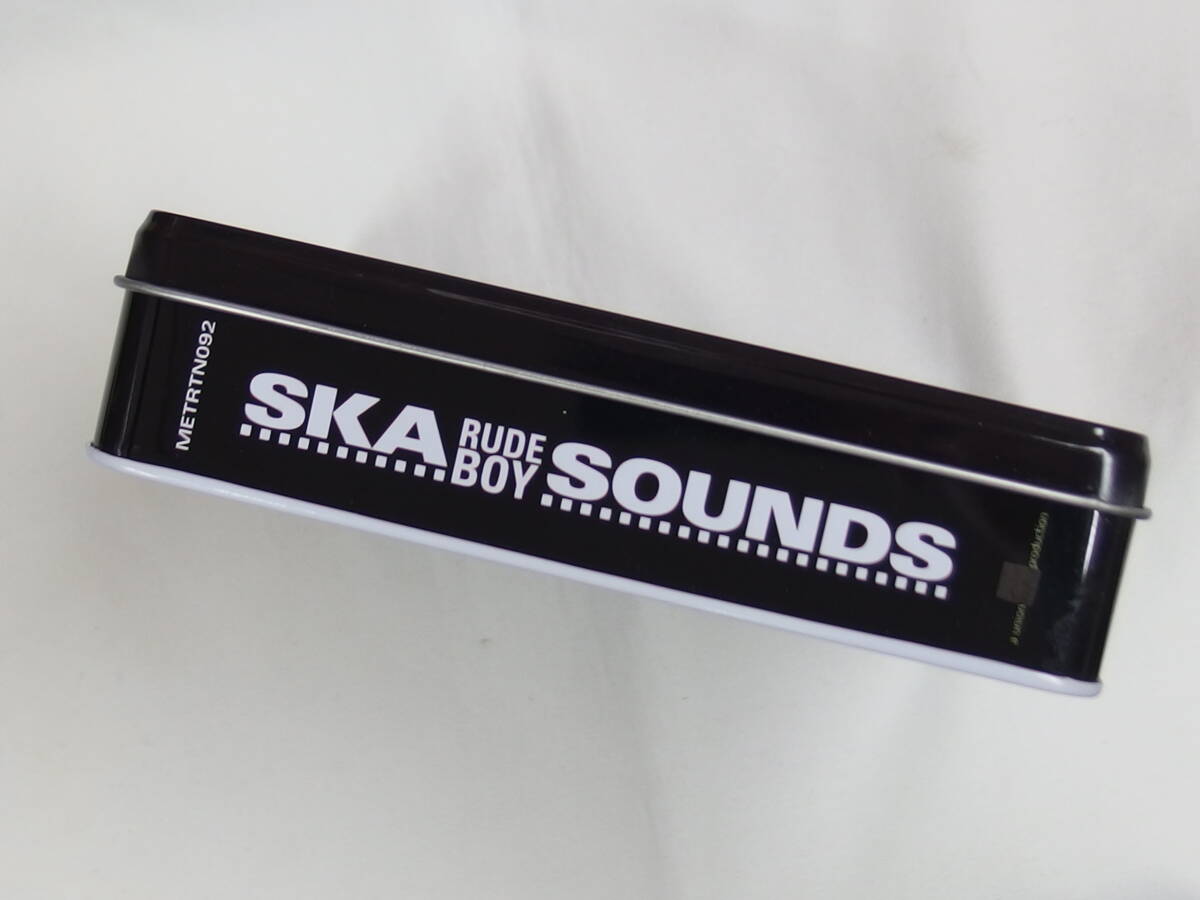 METRTN092
SKA RUDE BOY SOUNDS
a union production